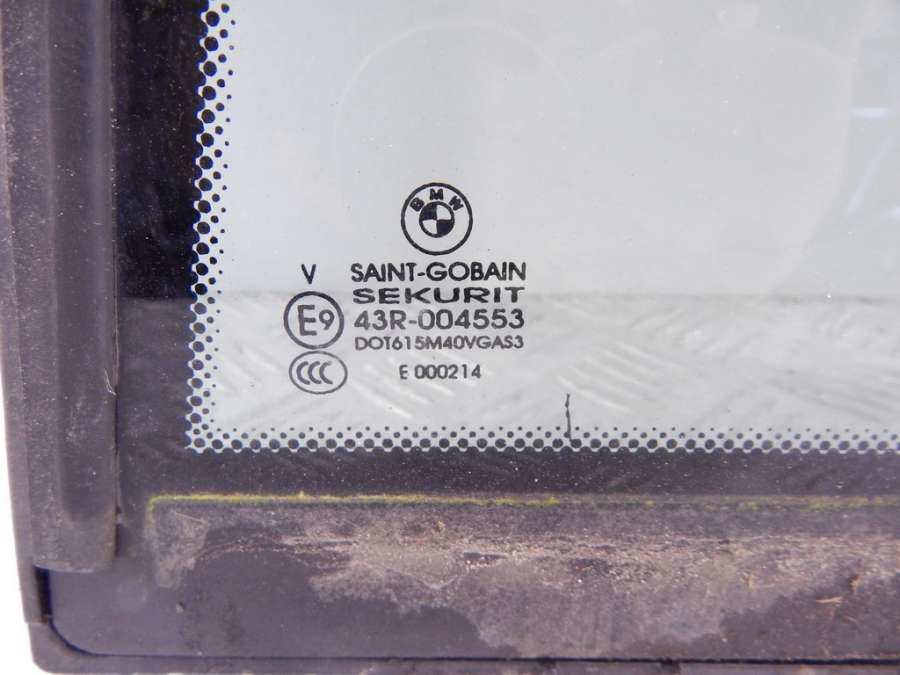 BMW
V SAINT-GOBAIN
SEKURIT
E9 43R-004553
DOT615M40VGAS3
CCC E 000214